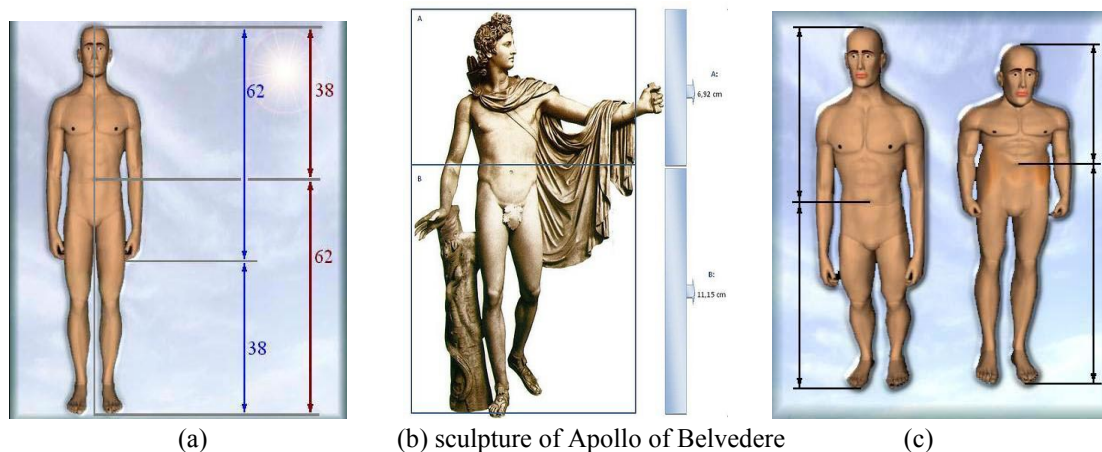 62
38
62
38
A
B
A:
6,92 cm
B:
11,15 cm
(a)
(b) sculpture of Apollo of Belvedere
(c)